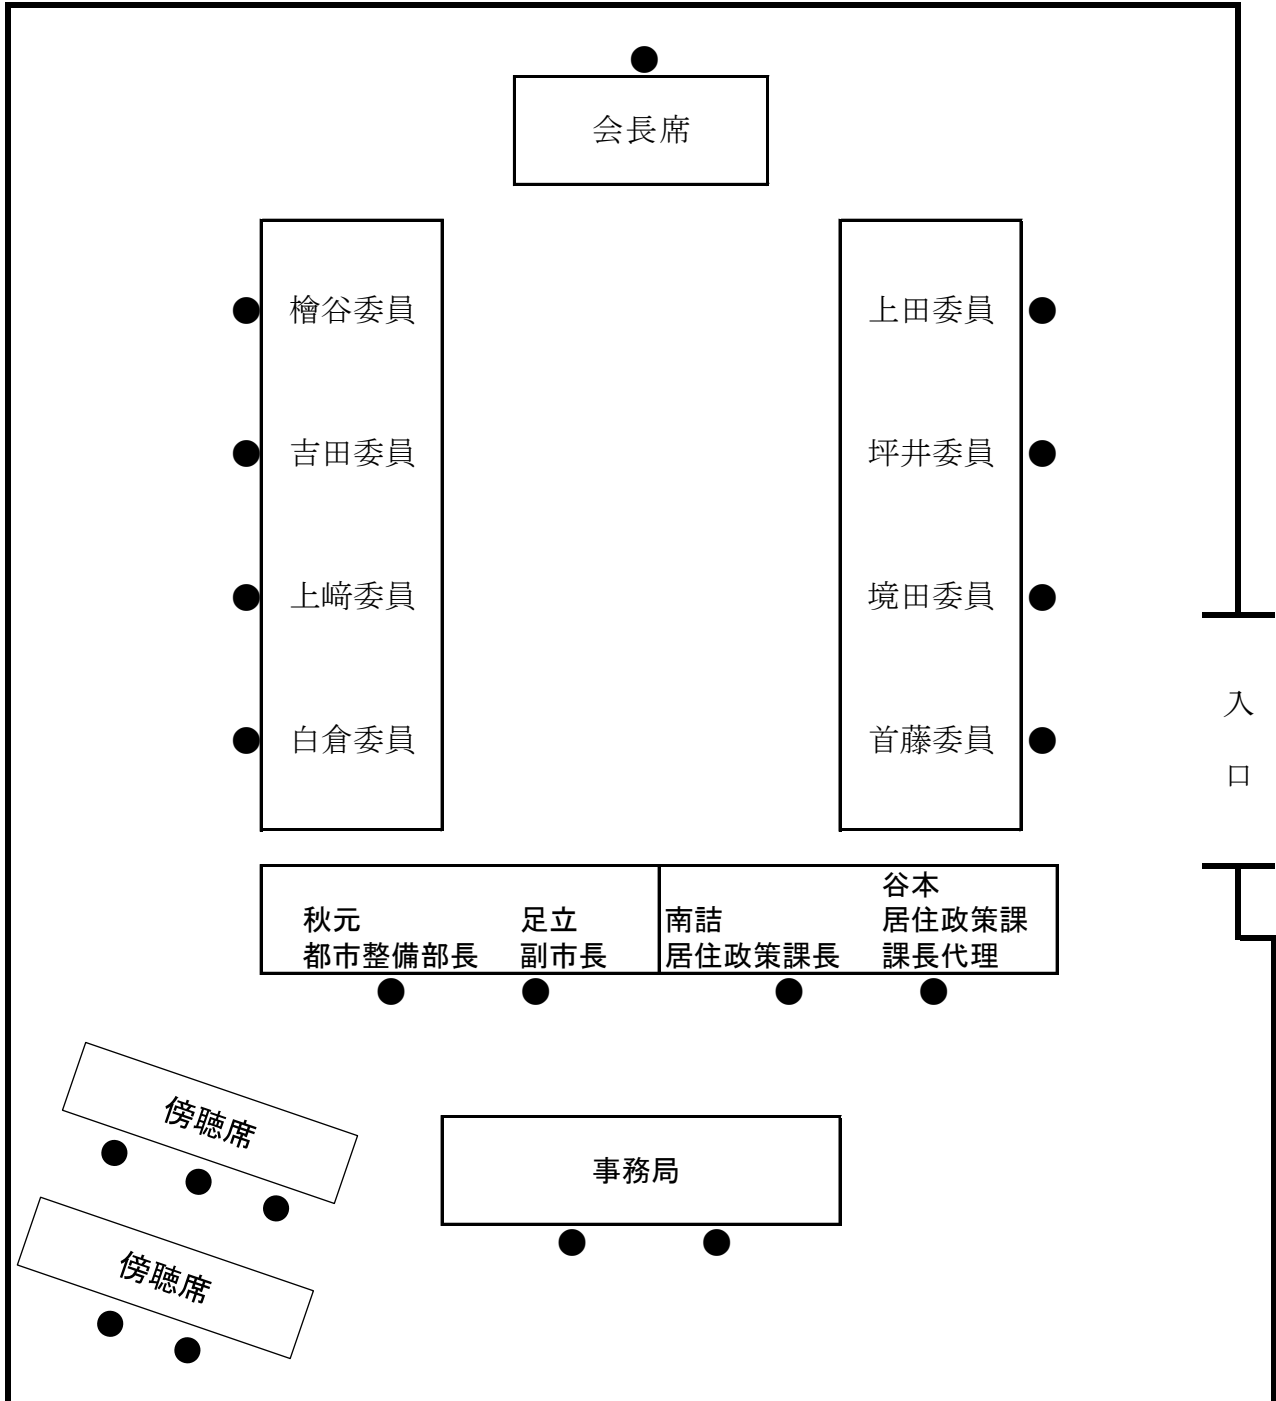 会長席
檜谷委員
上田委員
吉田委員
坪井委員
上﨑委員
境田委員
白倉委員
首藤委員
入
口
秋元
都市整備部長
足立
副市長
南詰
居住政策課長
谷本
居住政策課
課長代理
傍聴席
事務局
傍聴席